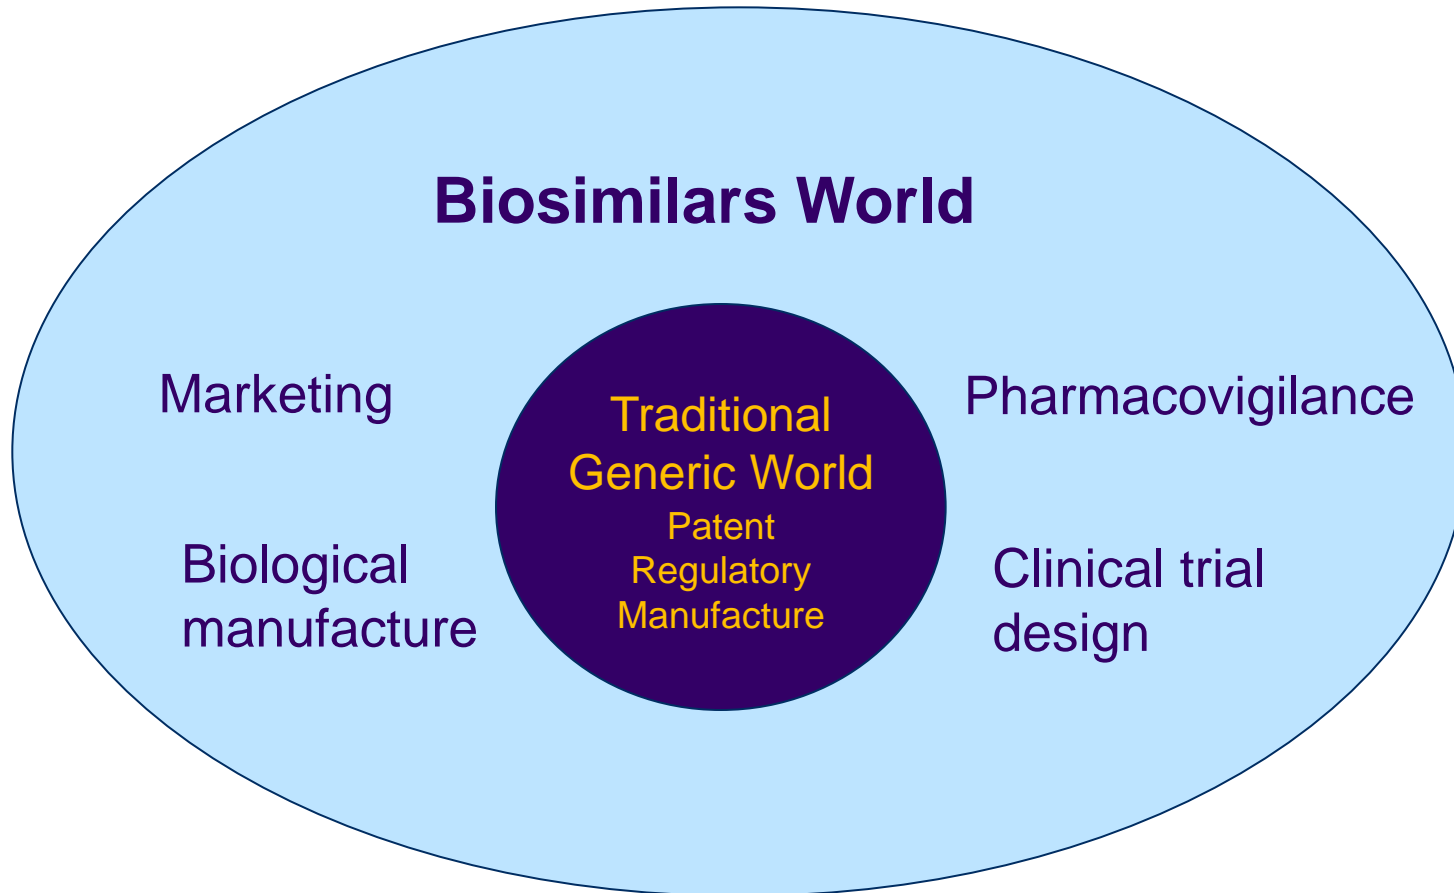 Biosimilars World
Marketing
Biological
manufacture
Traditional
Generic World
Patent
Regulatory
Manufacture
Pharmacovigilance
Clinical trial
design